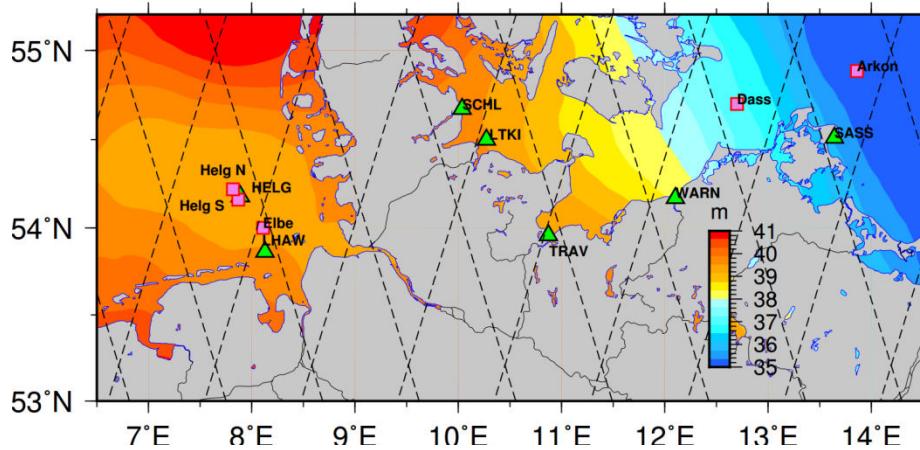 55°N
Arkon
SCHL
Dass
LTKI
SASS
Helg N
HELG
WARN
Helg S
54°N
Elbe
LHAW
TRAV
m
41
40
39
38
37
36
35
53°N
7°E 8°E 9°E 10°E 11°E 12°E 13°E 14°E